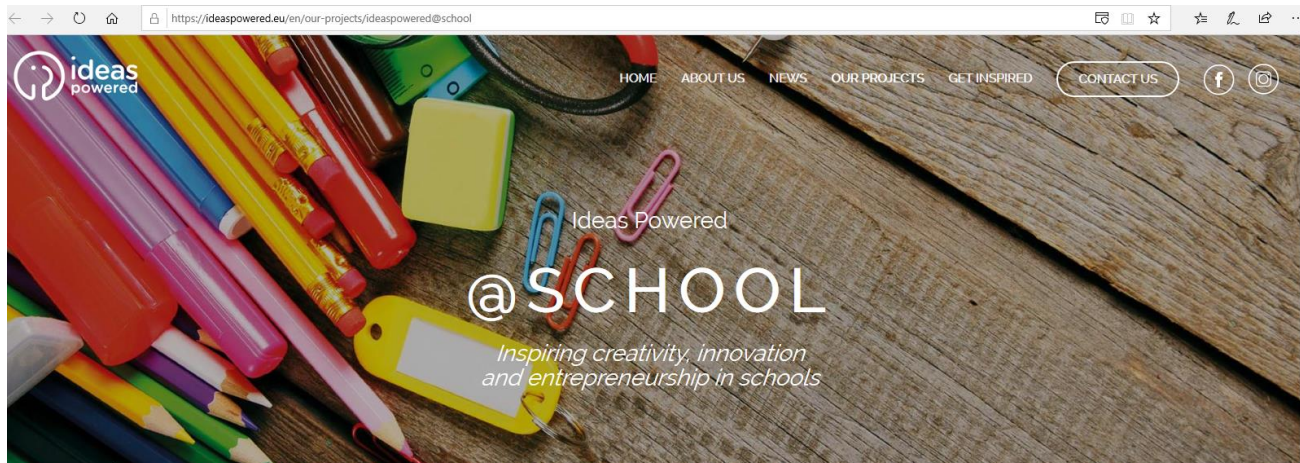 https://ideaspowered.eu/en/our-projects/ideaspowered@school
ideas
powered
HOME ABOUT US NEWS OUR PROJECTS GET INSPIRED CONTACT US
Ideas Powered
@SCHOOL
Inspiring creativity, innovation
and entrepreneurship in schools